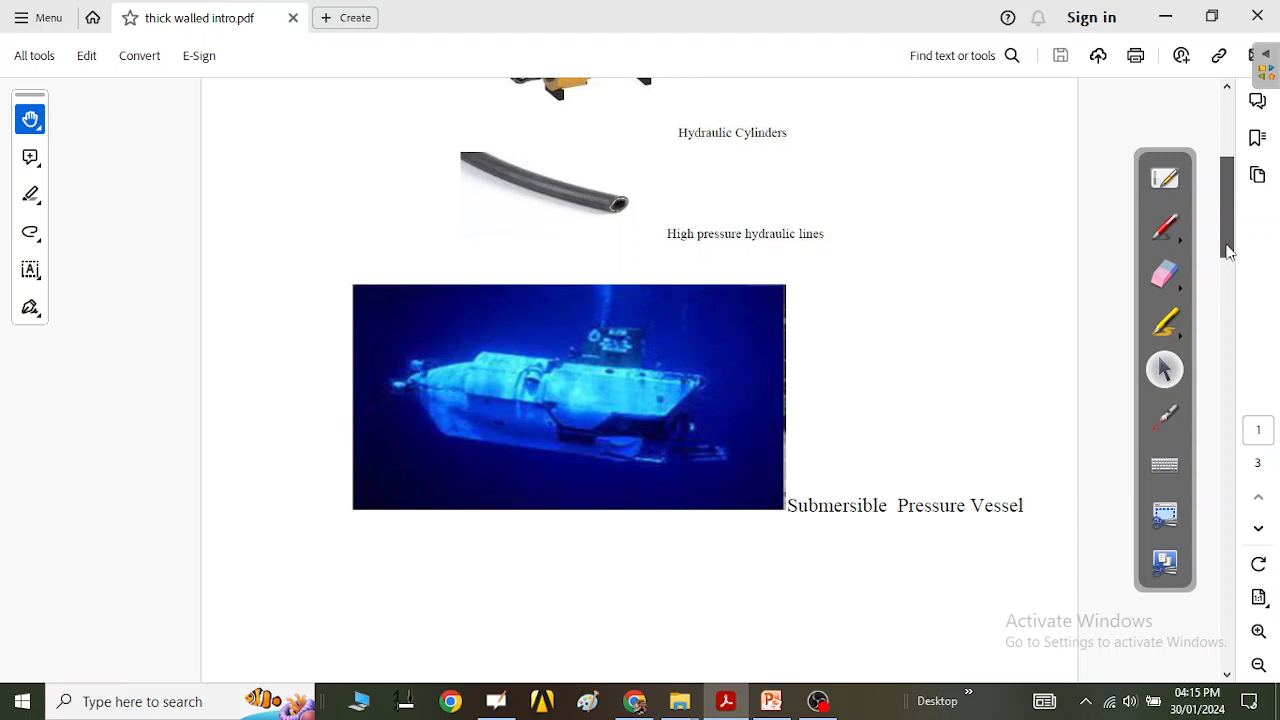 Menu
thick walled intro.pdf
Create
Sign in
All tools
Edit
Convert
E-Sign
Find text or tools
Hydraulic Cylinders
High pressure hydraulic lines
Submersible Pressure Vessel
1
3
Activate Windows
Go to Settings to activate Windows.
Type here to search
Desktop
04:15 PM
30/01/2024